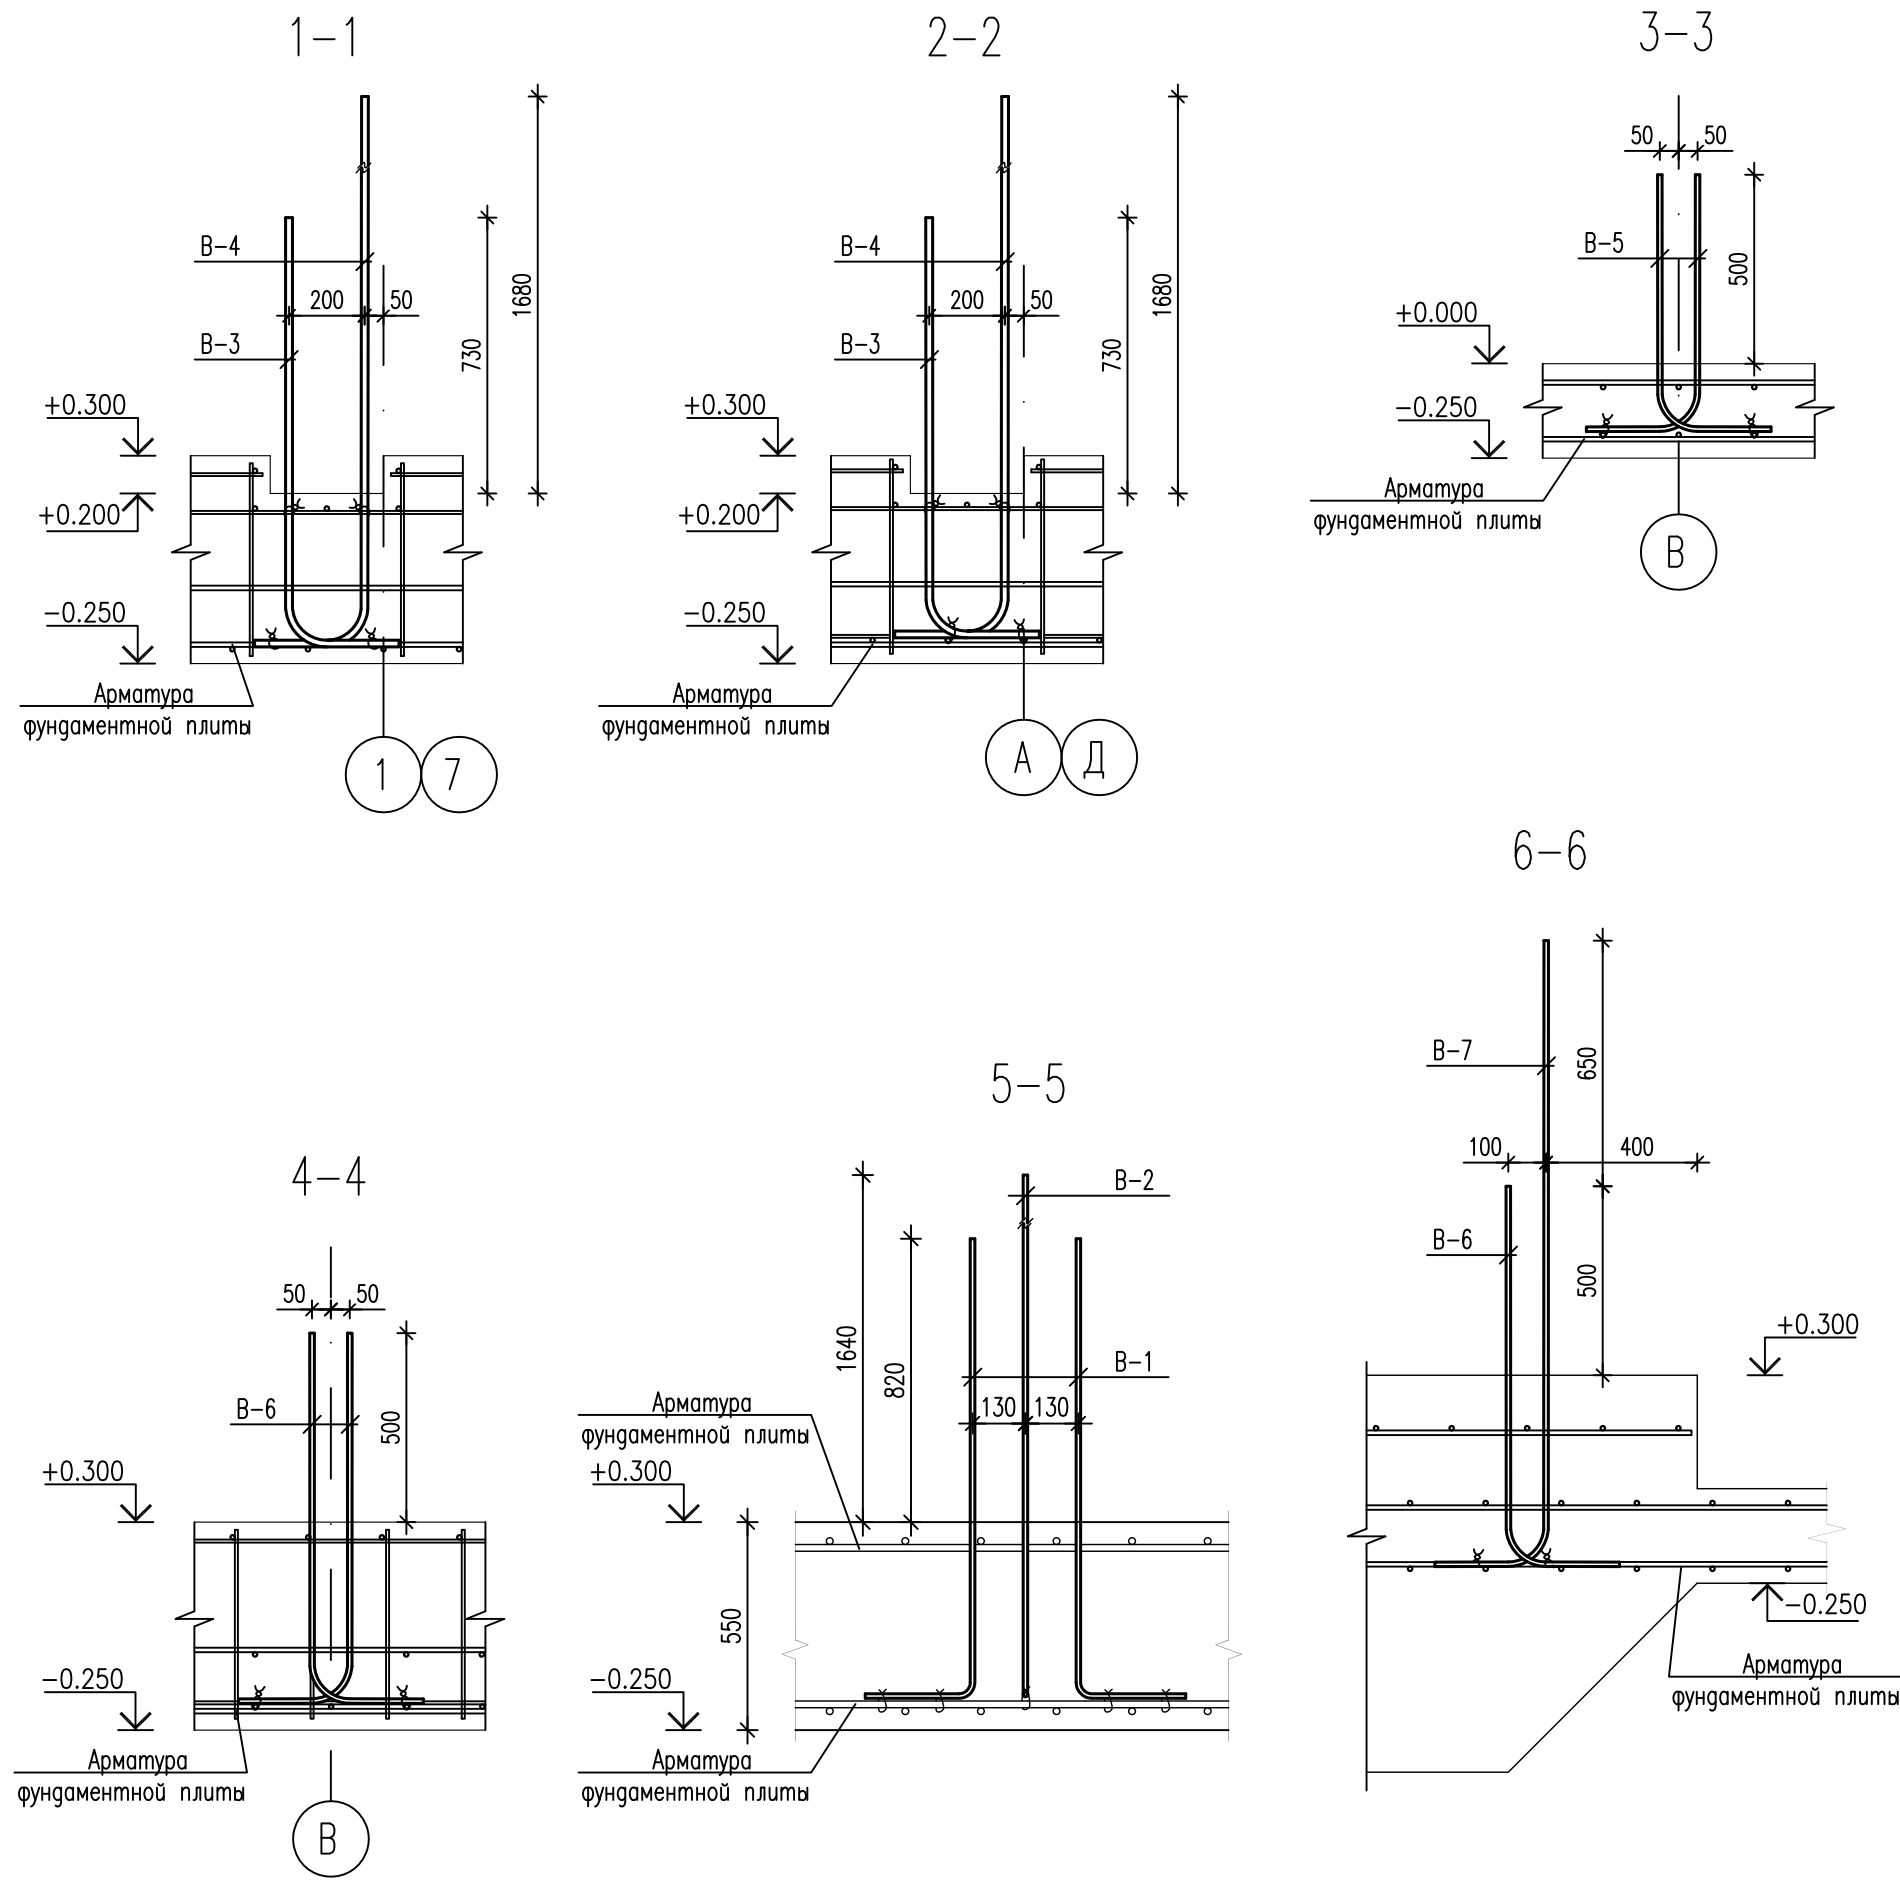 1-1
B-4
200
50
B-3
730
1680
+0.300
+0.200
-0.250
Арматура
фундаментной плиты
1
7
2-2
B-4
200
50
B-3
730
1680
+0.300
+0.200
-0.250
Арматура
фундаментной плиты
А
Д
3-3
50
50
B-5
500
+0.000
-0.250
Арматура
фундаментной плиты
В
4-4
50
50
B-6
500
+0.300
-0.250
Арматура
фундаментной плиты
В
5-5
B-2
1640
820
B-1
130
130
Арматура
фундаментной плиты
+0.300
550
-0.250
Арматура
фундаментной плиты
6-6
B-7
650
100
400
B-6
500
+0.300
-0.250
Арматура
фундаментной плиты